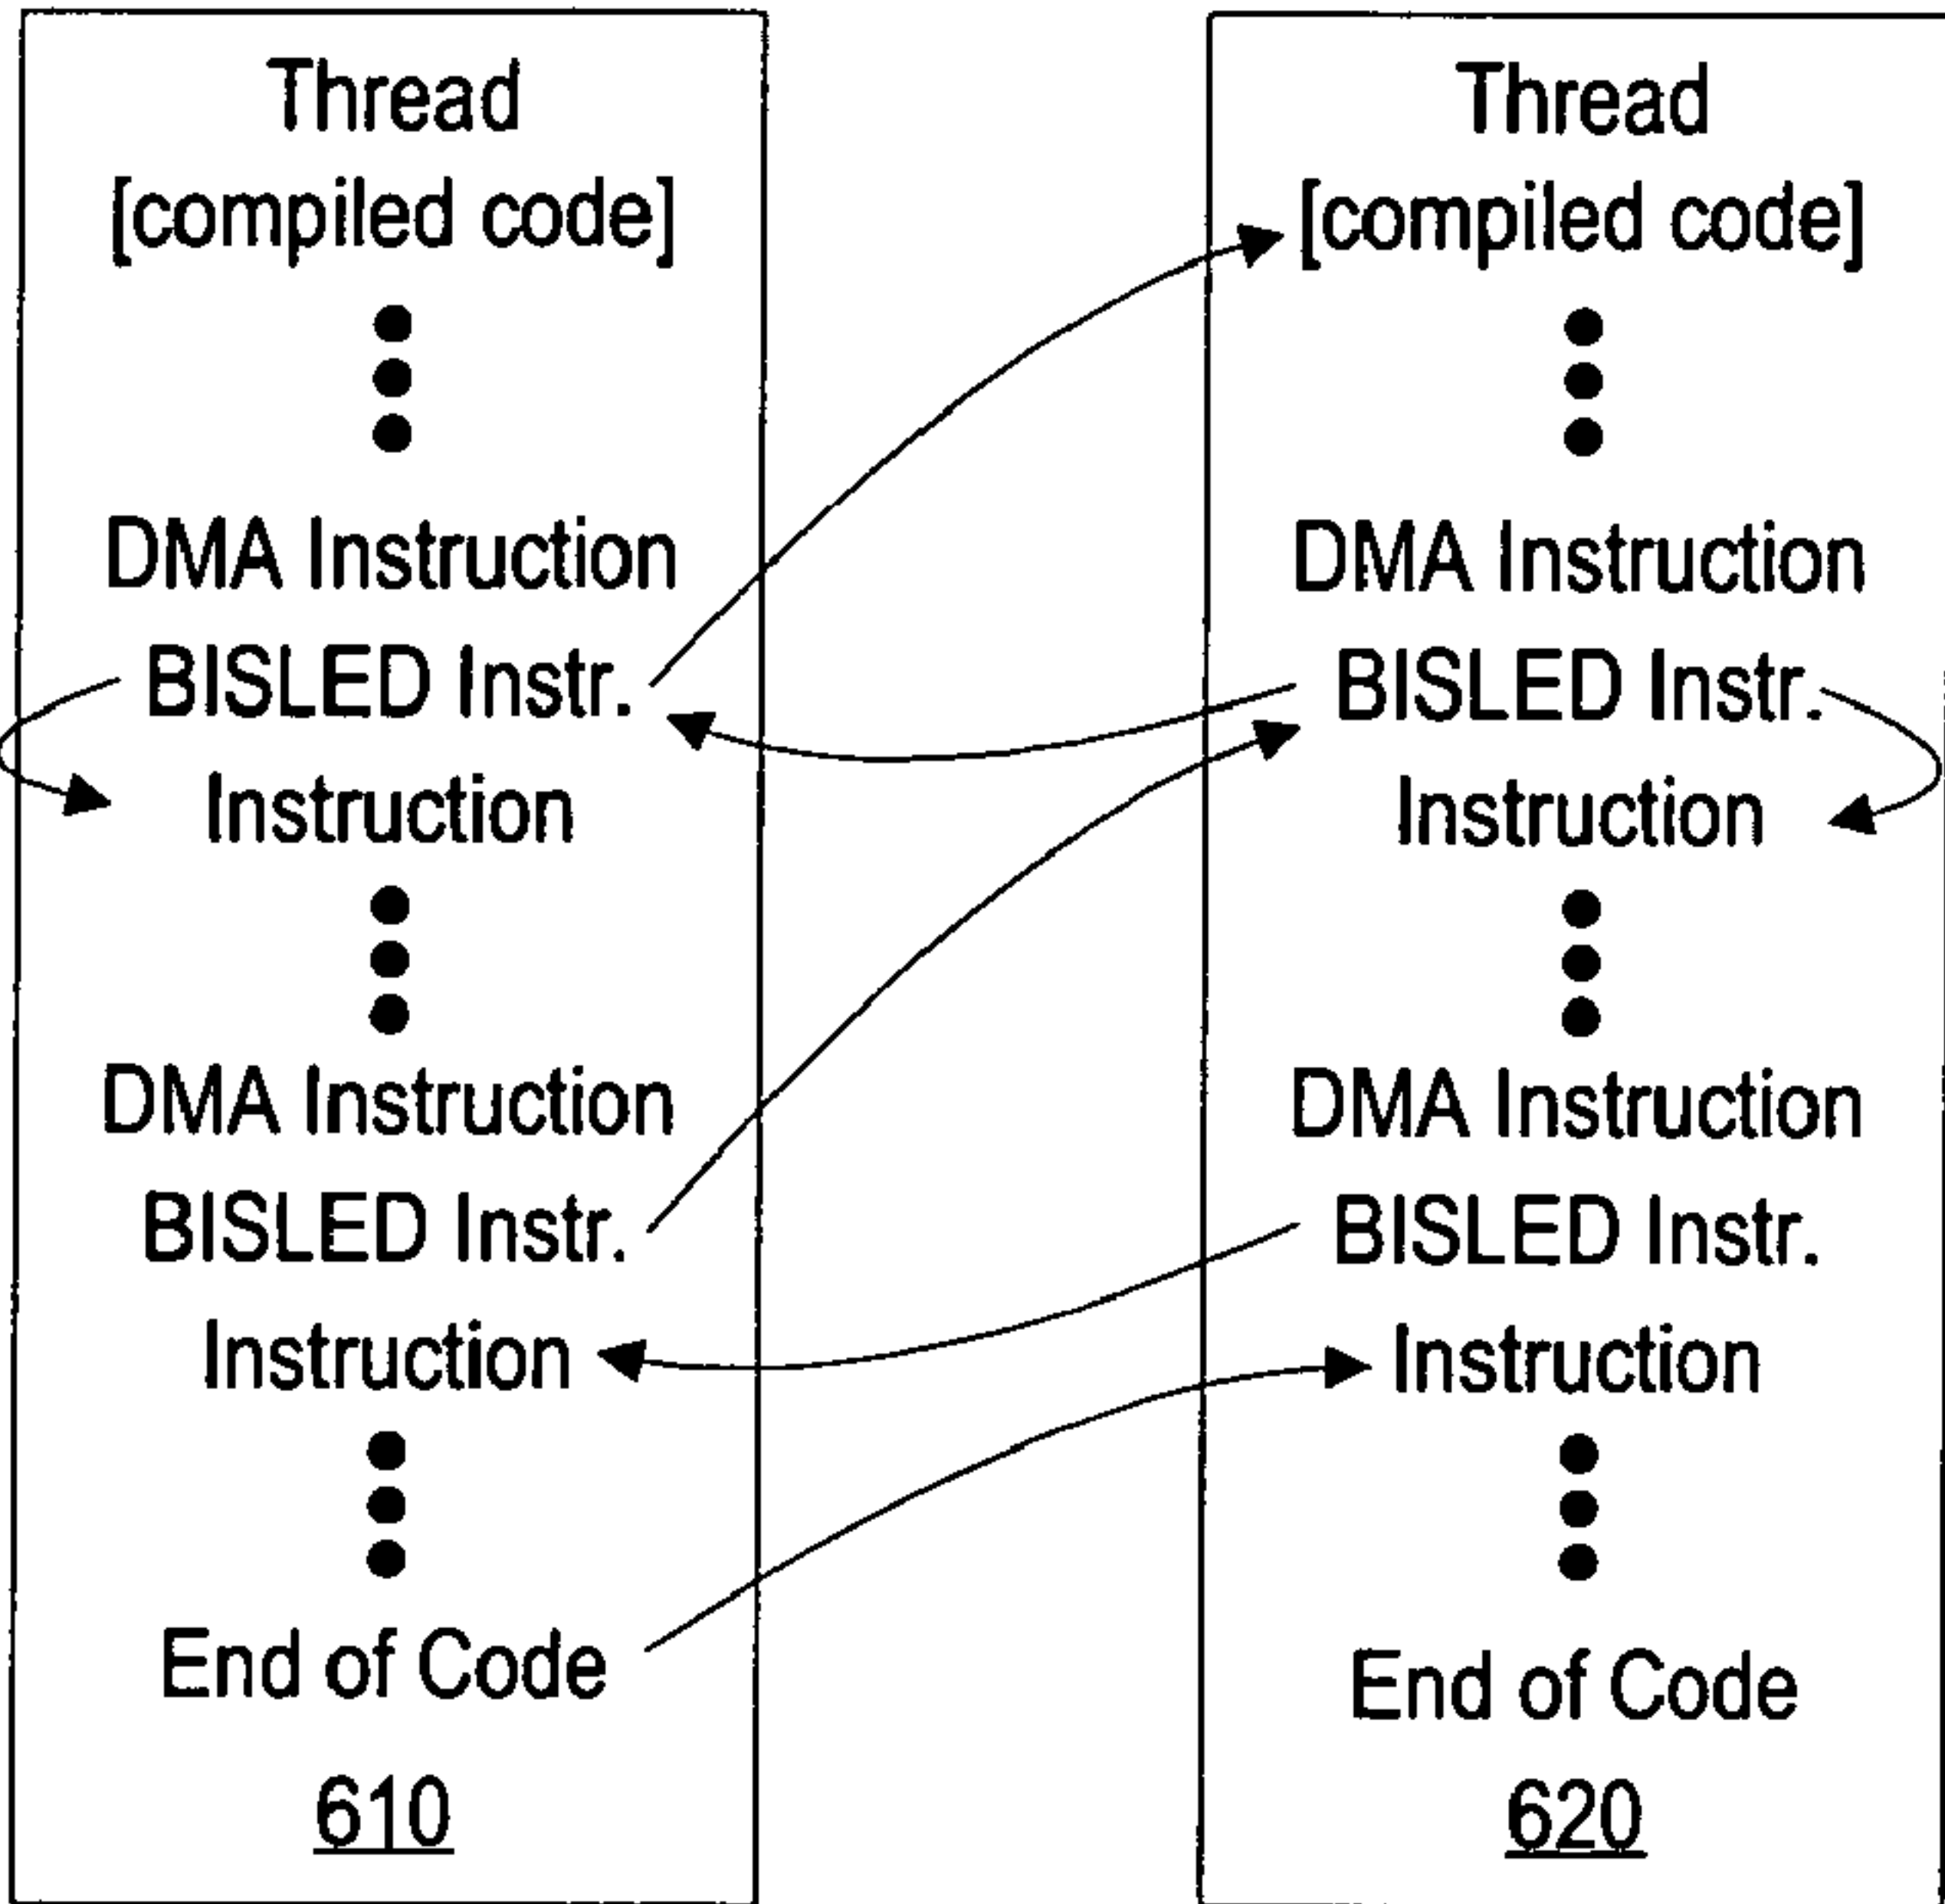 Thread
[compiled code]
DMA Instruction
BISLED Instr.
Instruction
DMA Instruction
BISLED Instr.
Instruction
End of Code
610
Thread
[compiled code]
DMA Instruction
BISLED Instr.
Instruction
DMA Instruction
BISLED Instr.
Instruction
End of Code
620